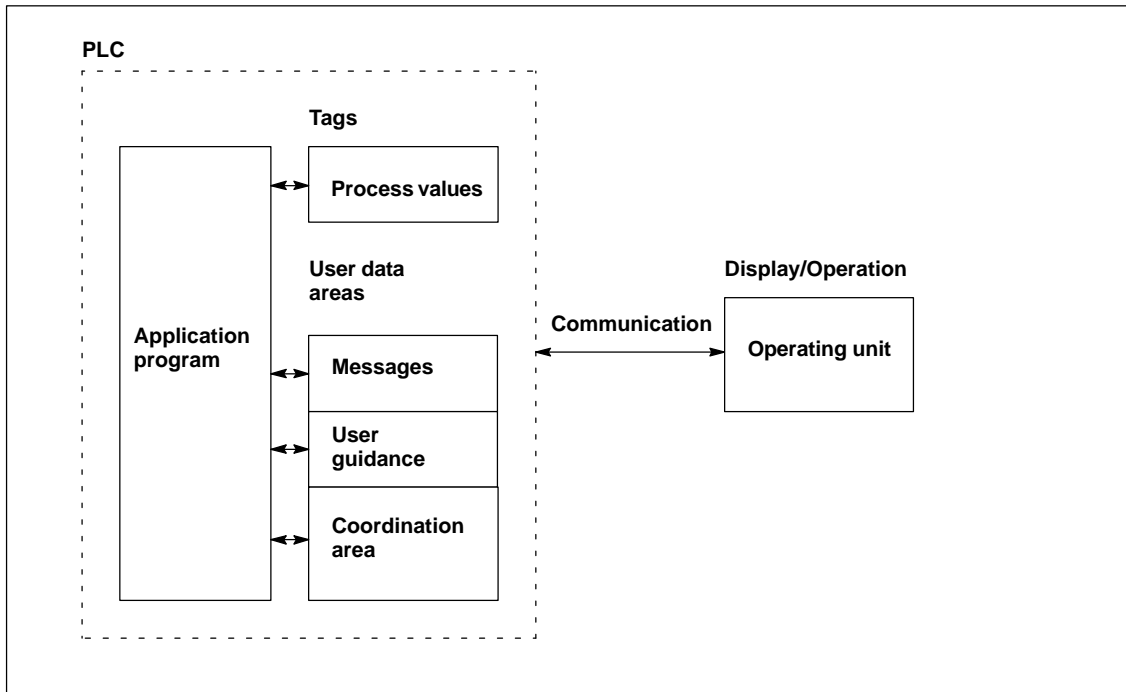 PLC
Tags
Process values
User data
areas
Application
program
Messages
User
guidance
Coordination
area
Communication
Display/Operation
Operating unit